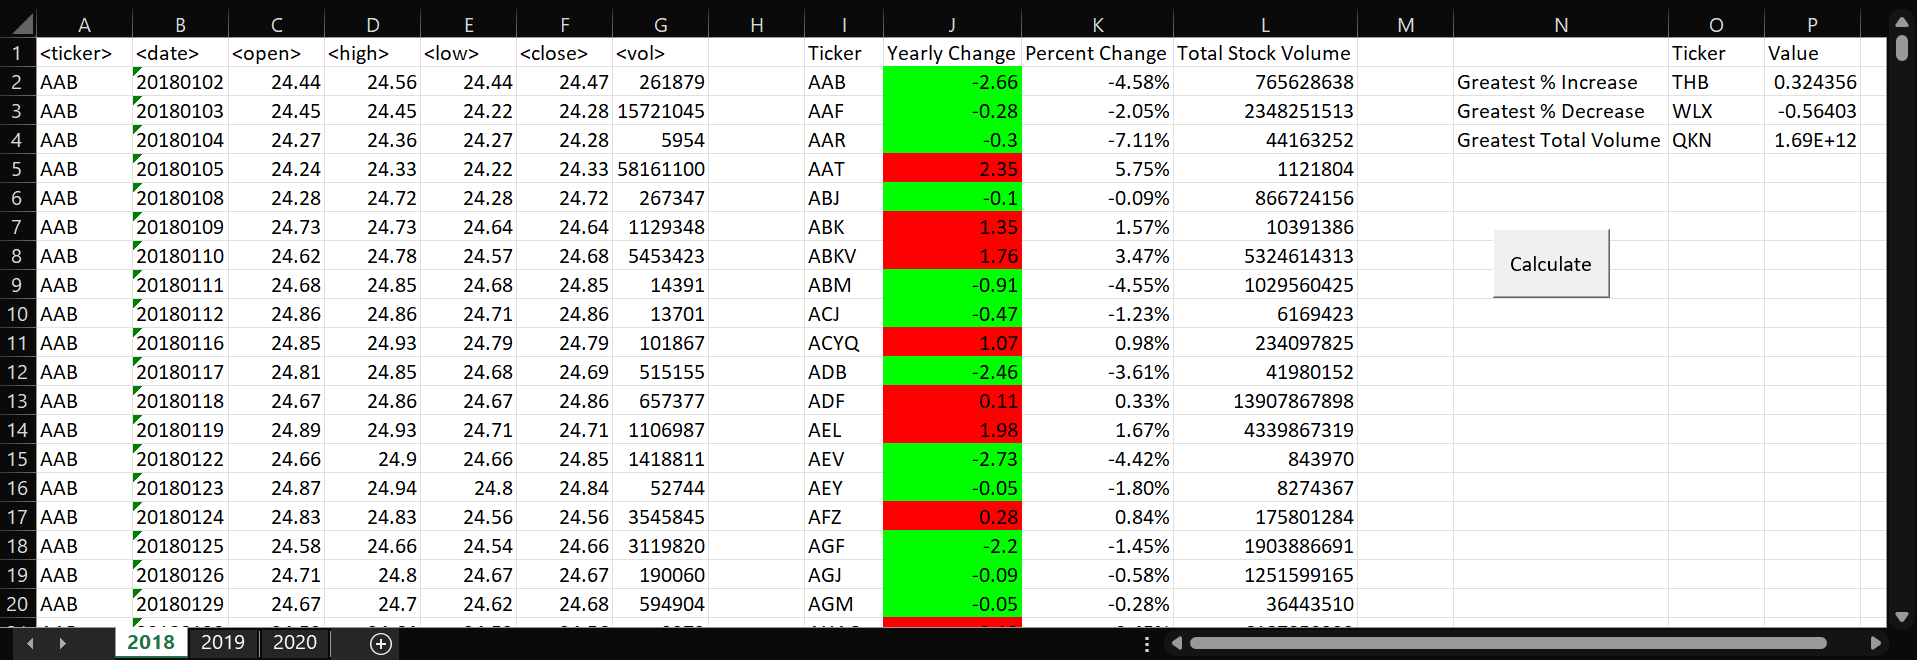 A B C D E F G H I J K L M N O P
1 <ticker> <date> <open> <high> <low> <close> <vol> Ticker Yearly Change Percent Change Total Stock Volume Ticker Value
2 AAB 20180102 24.44 24.56 24.44 24.47 261879 AAB -2.66 -4.58% 765628638 Greatest % Increase THB 0.324356
3 AAB 20180103 24.45 24.45 24.22 24.28 15721045 AAF -0.28 -2.05% 2348251513 Greatest % Decrease WLX -0.56403
4 AAB 20180104 24.27 24.36 24.27 24.28 5954 AAR -0.3 -7.11% 44163252 Greatest Total Volume QKN 1.69E+12
5 AAB 20180105 24.24 24.33 24.22 24.33 58161100 AAT 2.35 5.75% 1121804
6 AAB 20180108 24.28 24.72 24.28 24.72 267347 ABJ -0.1 -0.09% 866724156
7 AAB 20180109 24.73 24.73 24.64 24.64 1129348 ABK 1.35 1.57% 10391386
8 AAB 20180110 24.62 24.78 24.57 24.68 5453423 ABKV 1.76 3.47% 5324614313
Calculate
9 AAB 20180111 24.68 24.85 24.68 24.85 14391 ABM -0.91 -4.55% 1029560425
10 AAB 20180112 24.86 24.86 24.71 24.86 13701 ACJ -0.47 -1.23% 6169423
11 AAB 20180116 24.85 24.93 24.79 24.79 101867 ACYQ 1.07 0.98% 234097825
12 AAB 20180117 24.81 24.85 24.68 24.69 515155 ADB -2.46 -3.61% 41980152
13 AAB 20180118 24.67 24.86 24.67 24.86 657377 ADF 0.11 0.33% 13907867898
14 AAB 20180119 24.89 24.93 24.71 24.71 1106987 AEL 1.98 1.67% 4339867319
15 AAB 20180122 24.66 24.9 24.66 24.85 1418811 AEV -2.73 -4.42% 843970
16 AAB 20180123 24.87 24.94 24.8 24.84 52744 AEY -0.05 -1.80% 8274367
17 AAB 20180124 24.83 24.83 24.56 24.56 3545845 AFZ 0.28 0.84% 175801284
18 AAB 20180125 24.58 24.66 24.54 24.66 3119820 AGF -2.2 -1.45% 1903886691
19 AAB 20180126 24.71 24.8 24.67 24.67 190060 AGJ -0.09 -0.58% 1251599165
20 AAB 20180129 24.67 24.7 24.62 24.68 594904 AGM -0.05 -0.28% 36443510
2018 2019 2020